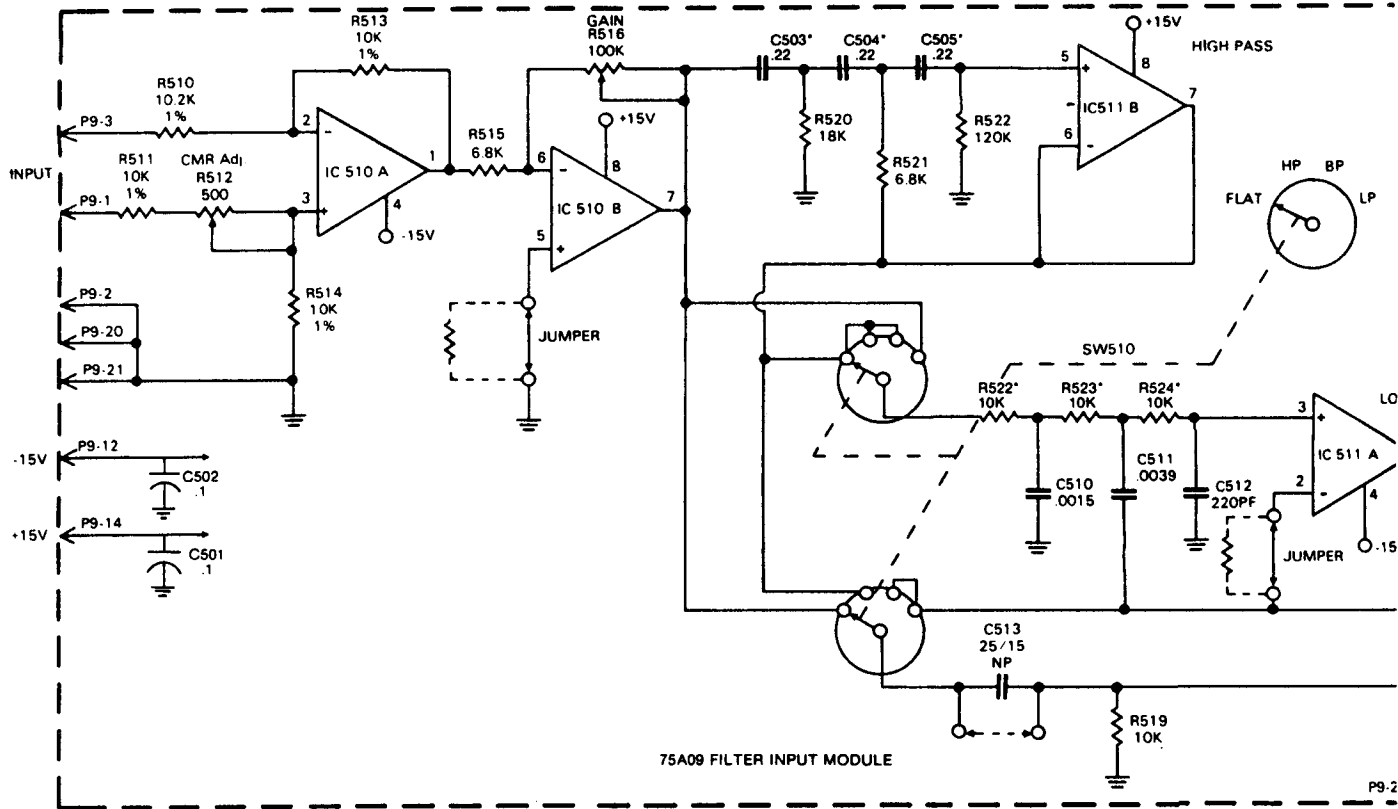 R513
10K
1%
GAIN
R516
100K
C503*
.22
C504*
.22
C505*
.22
+15V
HIGH PASS
5
+
8
7
IC511 B
-
6
-
R510
10.2K
1%
P9-3
2
-
R515
6.8K
+15V
6
-
8
R520
18K
R522
120K
INPUT
R511
10K
1%
CMR Adj.
R512
500
IC 510 A
1
R521
6.8K
HP
BP
FLAT
LP
P9-1
3
+
4
-15V
IC 510 B
7
5
+
P9-2
R514
10K
1%
P9-20
JUMPER
P9-21
SW510
R522*
10K
R523*
10K
R524*
10K
3
+
LO
IC 511 A
-15V
P9-12
C502
.1
C510
.0015
C511
.0039
C512
220PF
2
-
4
+15V
P9-14
C501
.1
JUMPER
-15
C513
25/15
NP
R519
10K
75A09 FILTER INPUT MODULE
P9-2